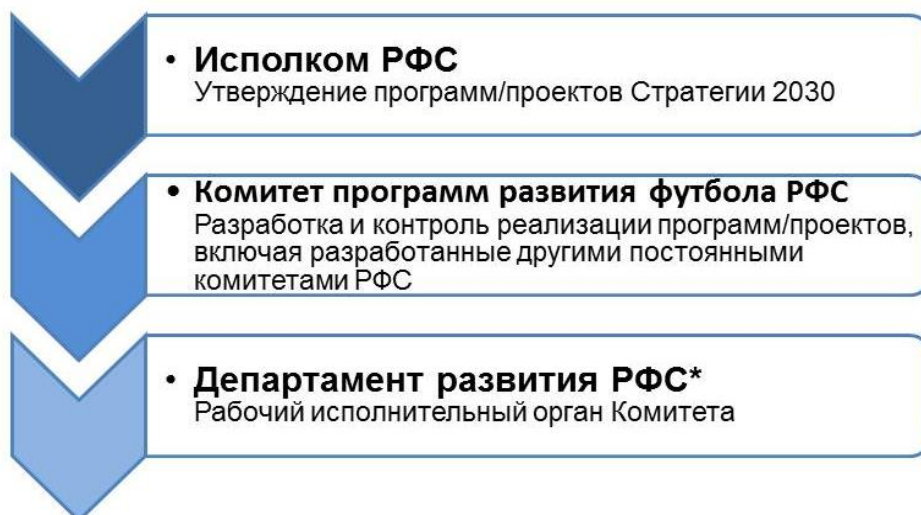 • Исполком РФС
Утверждение программ/проектов Стратегии 2030
• Комитет программ развития футбола РФС
Разработка и контроль реализации программ/проектов,
включая разработанные другими постоянными
комитетами РФС
• Департамент развития РФС*
Рабочий исполнительный орган Комитета